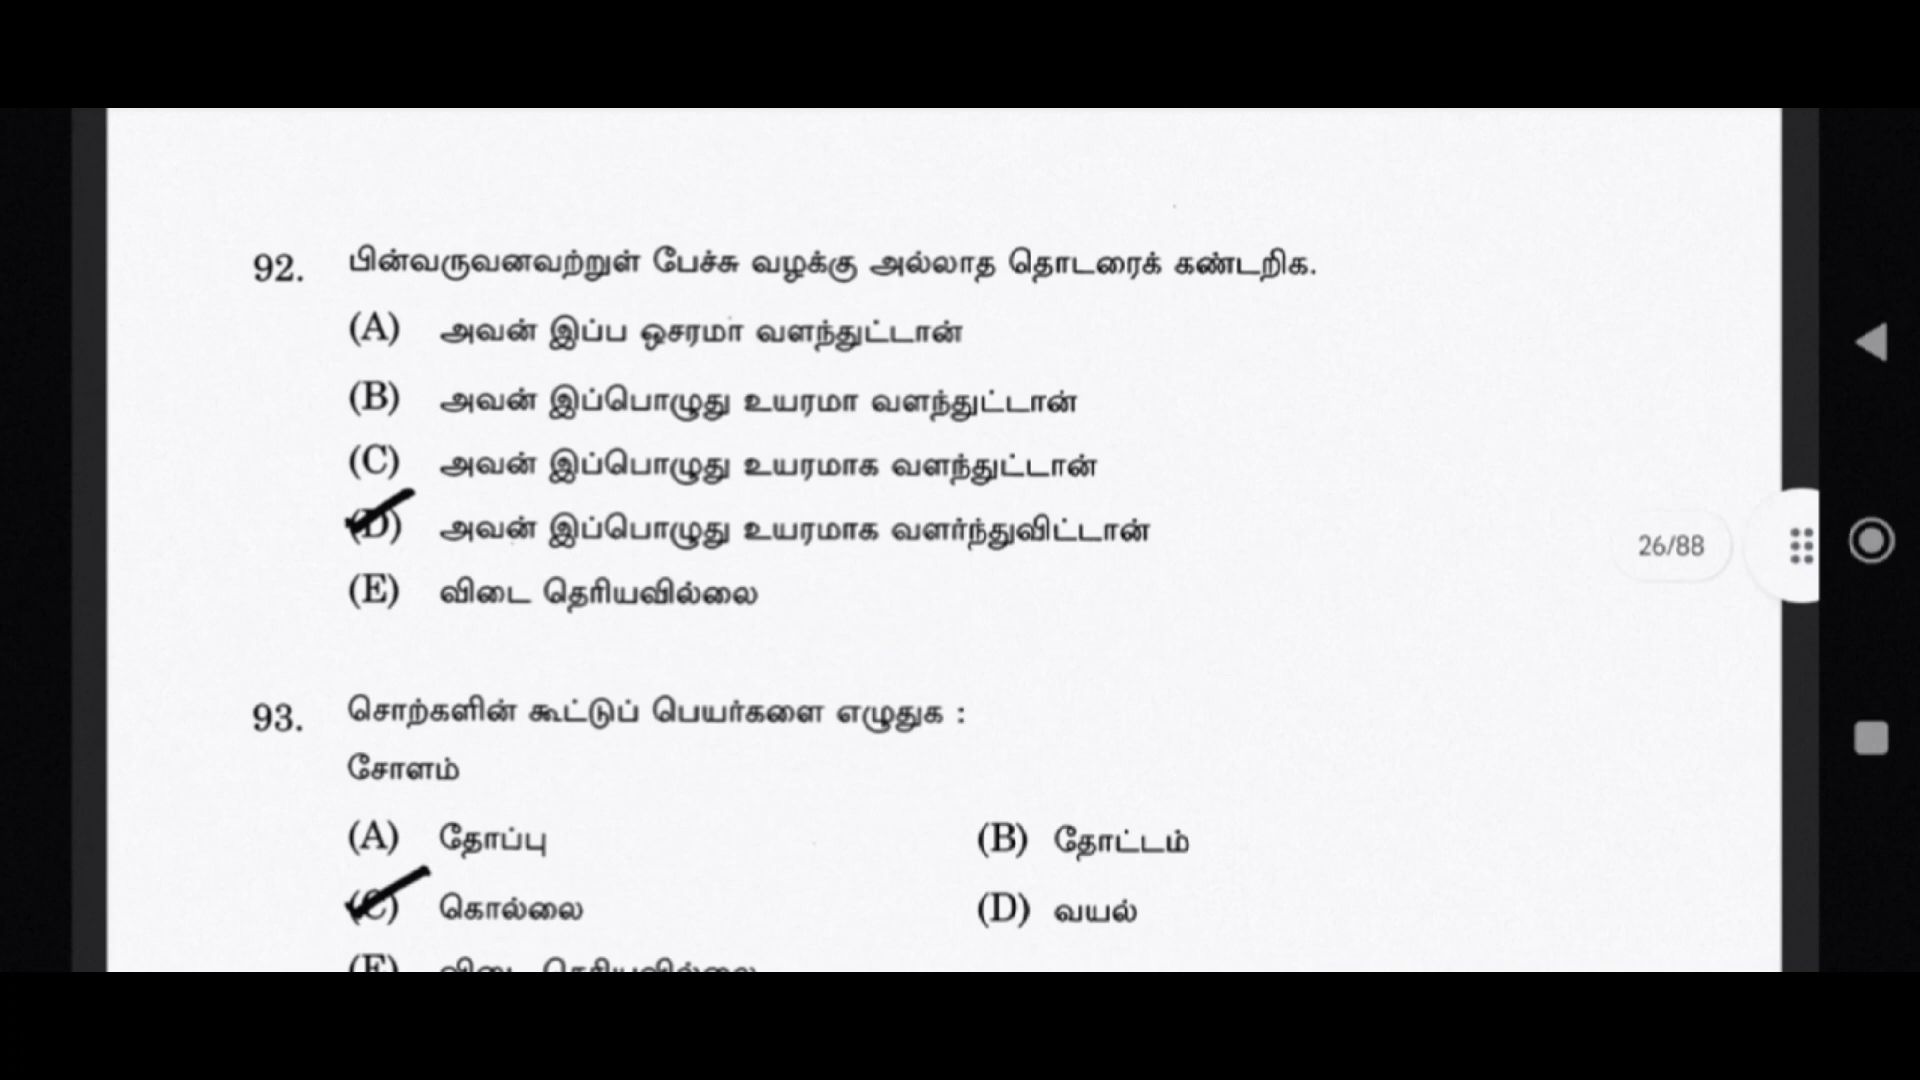 92. பின்வருவனவற்றுள் பேச்சு வழக்கு அல்லாத தொடரைக் கண்டறிக.
(A) அவன் இப்ப ஒசரமா வளந்துட்டான்
(B) அவன் இப்பொழுது உயரமா வளந்துட்டான்
(C) அவன் இப்பொழுது உயரமாக வளந்துட்டான்
(D) அவன் இப்பொழுது உயரமாக வளர்ந்துவிட்டான்
26/88
(E) விடை தெரியவில்லை
93. சொற்களின் கூட்டுப் பெயர்களை எழுதுக :
சோளம்
(A) தோப்பு (B) தோட்டம்
(C) கொல்லை (D) வயல்
(E) விடை தெரியவில்லை